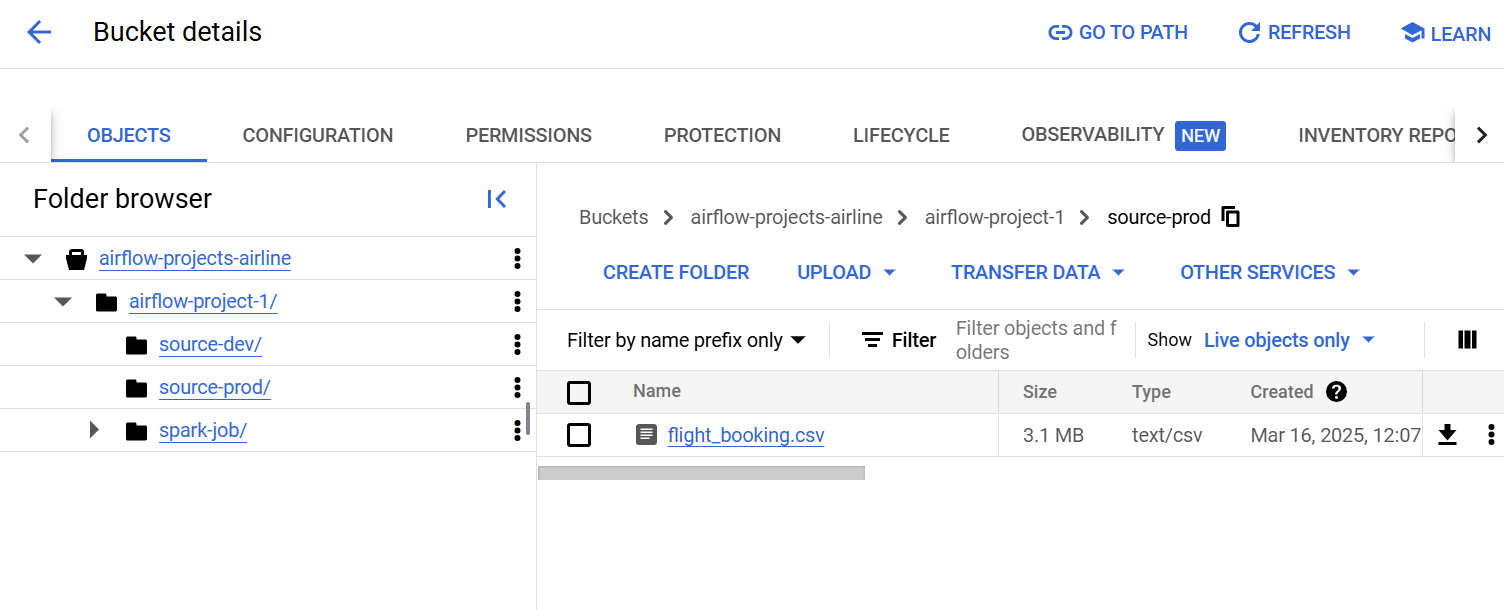 Bucket details
GO TO PATH
REFRESH
LEARN
OBJECTS
CONFIGURATION
PERMISSIONS
PROTECTION
LIFECYCLE
OBSERVABILITY NEW
INVENTORY REPO
Folder browser
airflow-projects-airline
airflow-project-1/
source-dev/
source-prod/
spark-job/
Buckets > airflow-projects-airline > airflow-project-1 > source-prod
CREATE FOLDER
UPLOAD
TRANSFER DATA
OTHER SERVICES
Filter by name prefix only
Filter
Filter objects and f
olders
Show Live objects only
Name Size Type Created ?
flight_booking.csv 3.1 MB text/csv Mar 16, 2025, 12:07